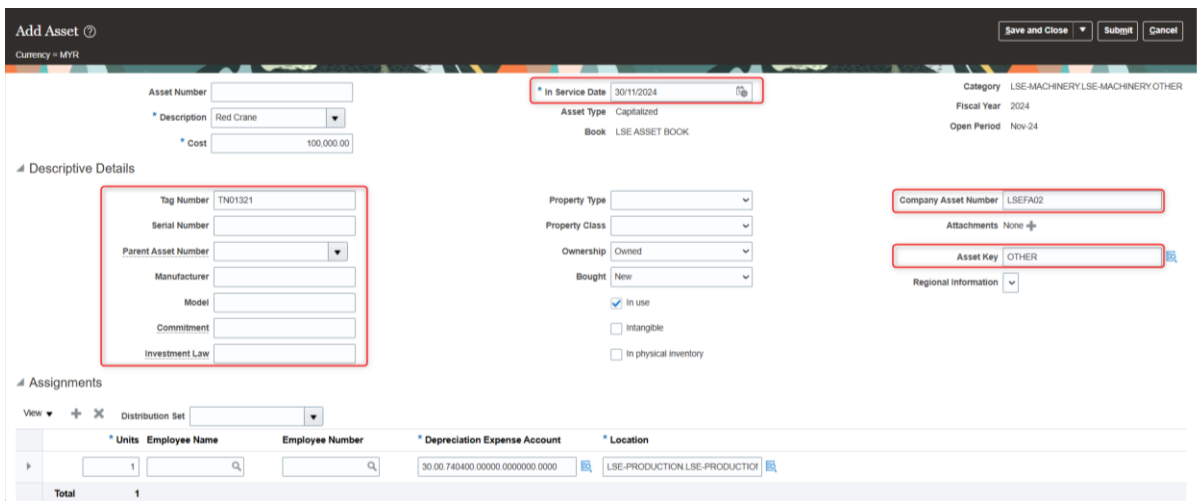 Add Asset
Save and Close Submit Cancel
Currency = MYR
Asset Number
* In Service Date 30/11/2024
Category LSE-MACHINERY.LSE-MACHINERY.OTHER
* Description Red Crane
Asset Type Capitalized
Fiscal Year 2024
* Cost 100,000.00
Book LSE ASSET BOOK
Open Period Nov-24
Descriptive Details
Tag Number TN01321
Property Type
Company Asset Number LSEFA02
Serial Number
Property Class
Attachments None
Parent Asset Number
Ownership Owned
Asset Key OTHER
Manufacturer
Bought New
Regional Information
Model
In use
Commitment
Intangible
Investment Law
In physical inventory
Assignments
View Distribution Set
* Units Employee Name Employee Number * Depreciation Expense Account * Location
1 30.00.740400.00000.0000000.0000 LSE-PRODUCTION.LSE-PRODUCTION
Total 1